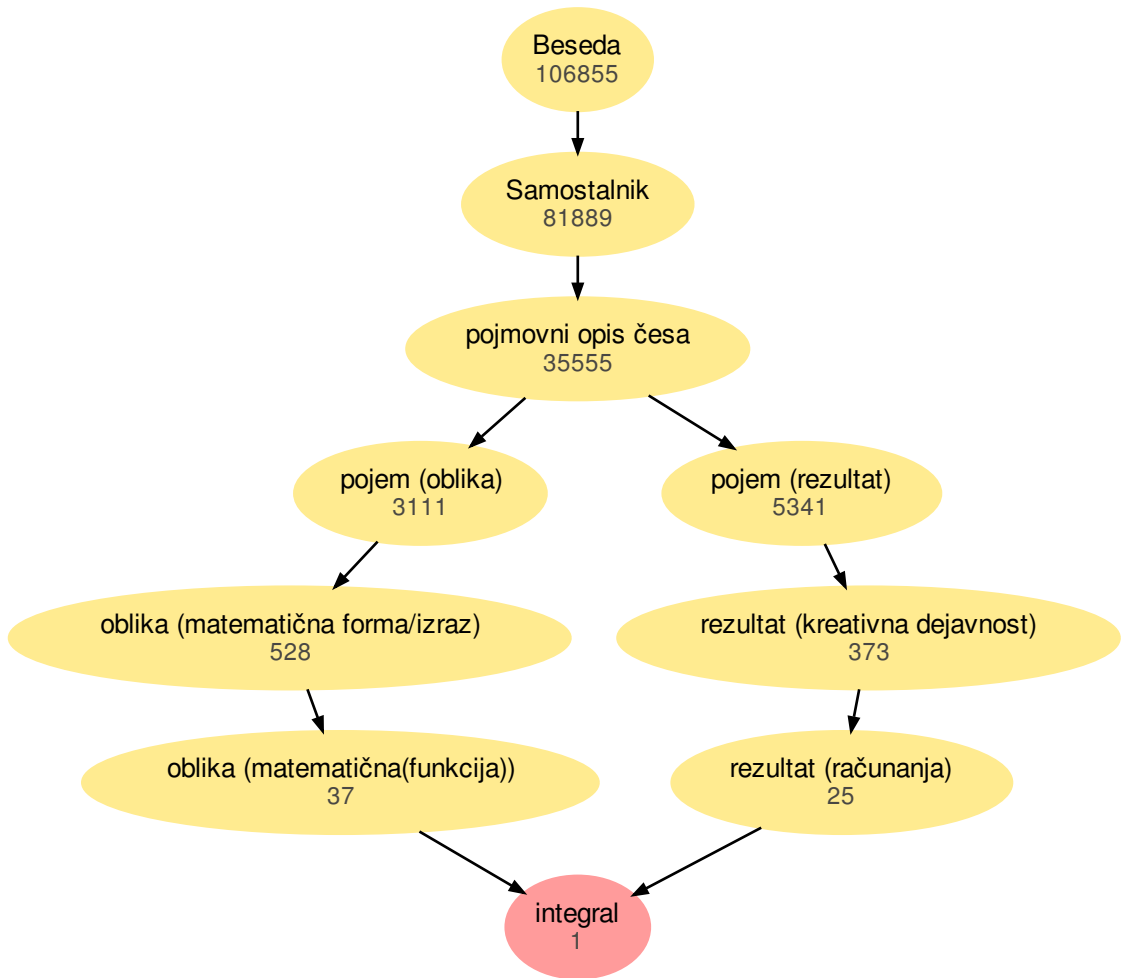 Beseda
106855
Samostalnik
81889
pojmovni opis česa
35555
pojem (oblika)
3111
pojem (rezultat)
5341
oblika (matematična forma/izraz)
528
rezultat (kreativna dejavnost)
373
oblika (matematična(funkcija))
37
rezultat (računanja)
25
integral
1